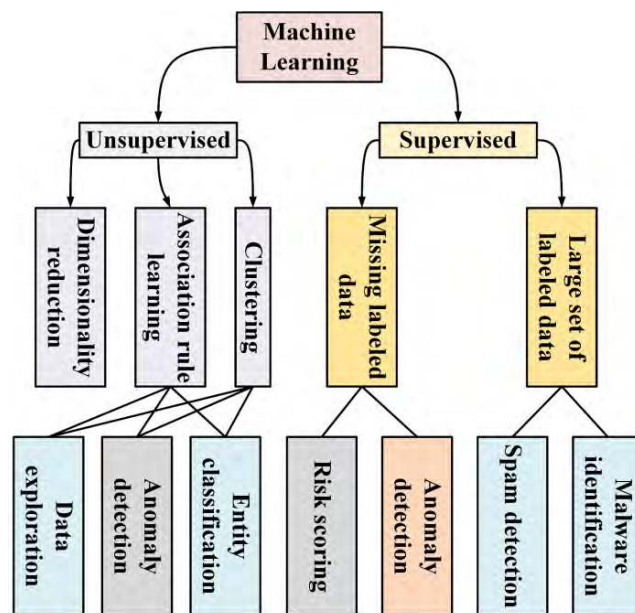 Machine
Learning
Unsupervised
Supervised
Dimensionality
reduction
Association rule
learning
Clustering
Missing labeled
data
Large set of
labeled data
Data
exploration
Anomaly
detection
Entity
classification
Risk scoring
Anomaly
detection
Spam detection
Malware
identification